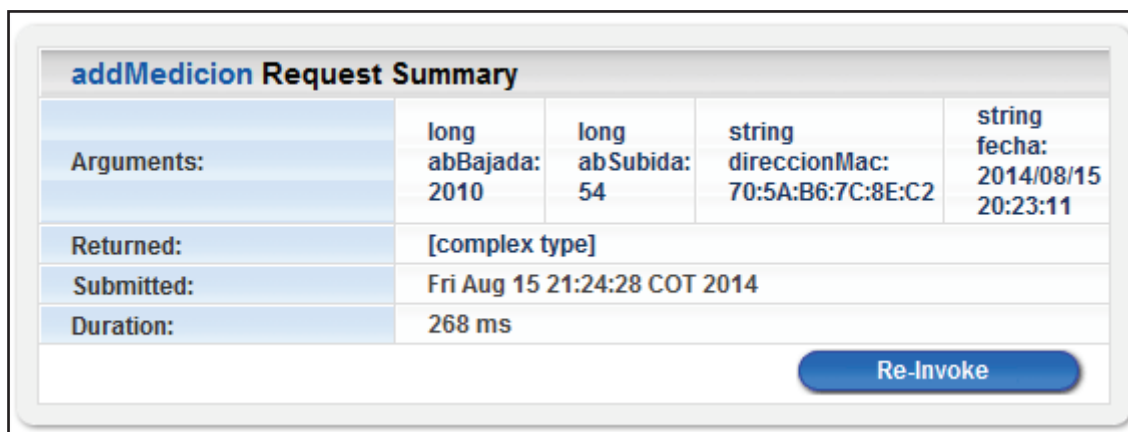 addMedicion Request Summary
Arguments:
long
abBajada:
2010
long
abSubida:
54
string
direccionMac:
70:5A:B6:7C:8E:C2
string
fecha:
2014/08/15
20:23:11
Returned:
[complex type]
Submitted:
Fri Aug 15 21:24:28 COT 2014
Duration:
268 ms
Re-Invoke